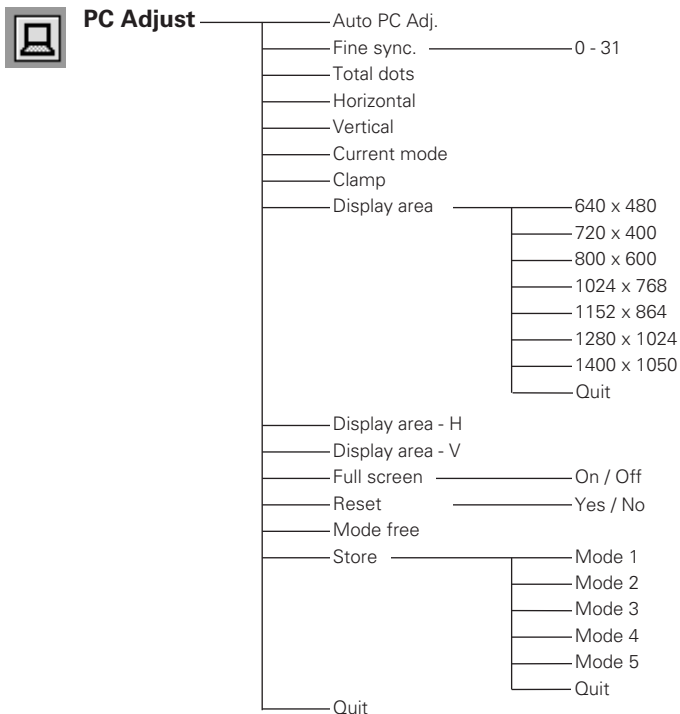 PC Adjust
Auto PC Adj.
Fine sync. 0 - 31
Total dots
Horizontal
Vertical
Current mode
Clamp
Display area 640 x 480
720 x 400
800 x 600
1024 x 768
1152 x 864
1280 x 1024
1400 x 1050
Quit
Display area - H
Display area - V
Full screen On / Off
Reset Yes / No
Mode free
Store Mode 1
Mode 2
Mode 3
Mode 4
Mode 5
Quit
Quit